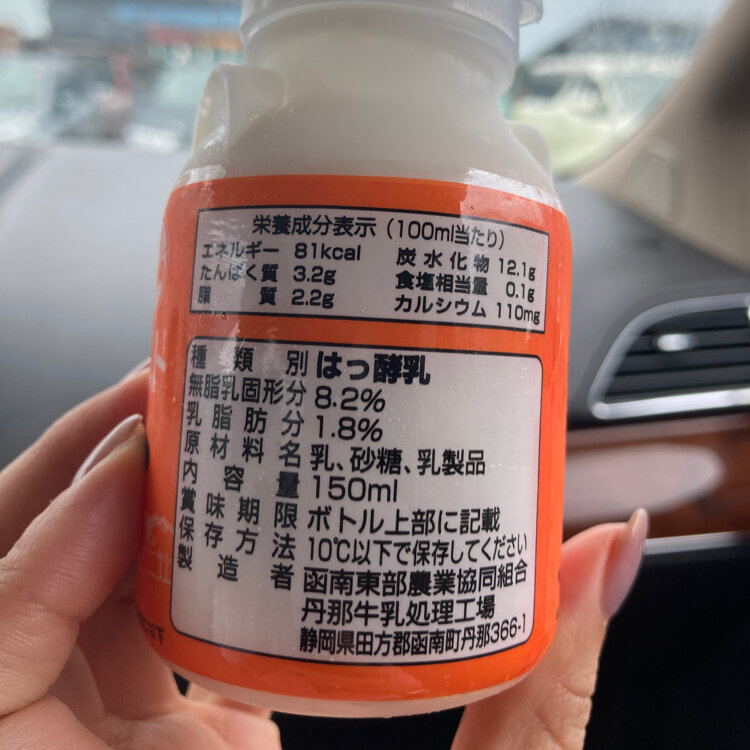 栄養成分表示（100ml当たり）
エネルギー 81kcal 炭水化物 12.1g
たんぱく質 3.2g 食塩相当量 0.1g
脂質 2.2g カルシウム 110mg
種類別 はっ酵乳
無脂乳固形分 8.2%
乳脂肪分 1.8%
原材料名 乳、砂糖、乳製品
内容量 150ml
賞味期限 ボトル上部に記載
保存方法 10℃以下で保存してください
製造者 函南東部農業協同組合
丹那牛乳処理工場
静岡県田方郡函南町丹那366-1
以下